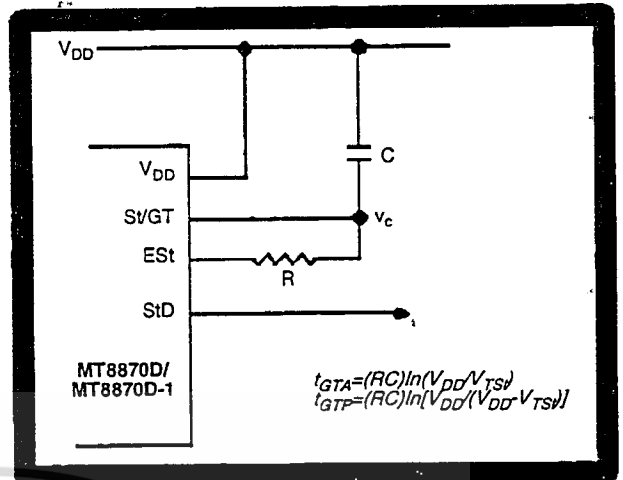 VDD
VDD
C
St/GT
vc
ESt
R
StD
MT8870D/
MT8870D-1
tGTA=(RC)ln(VDD/VTSt)
tGTP=(RC)ln[VDD/(VDD-VTSt)]